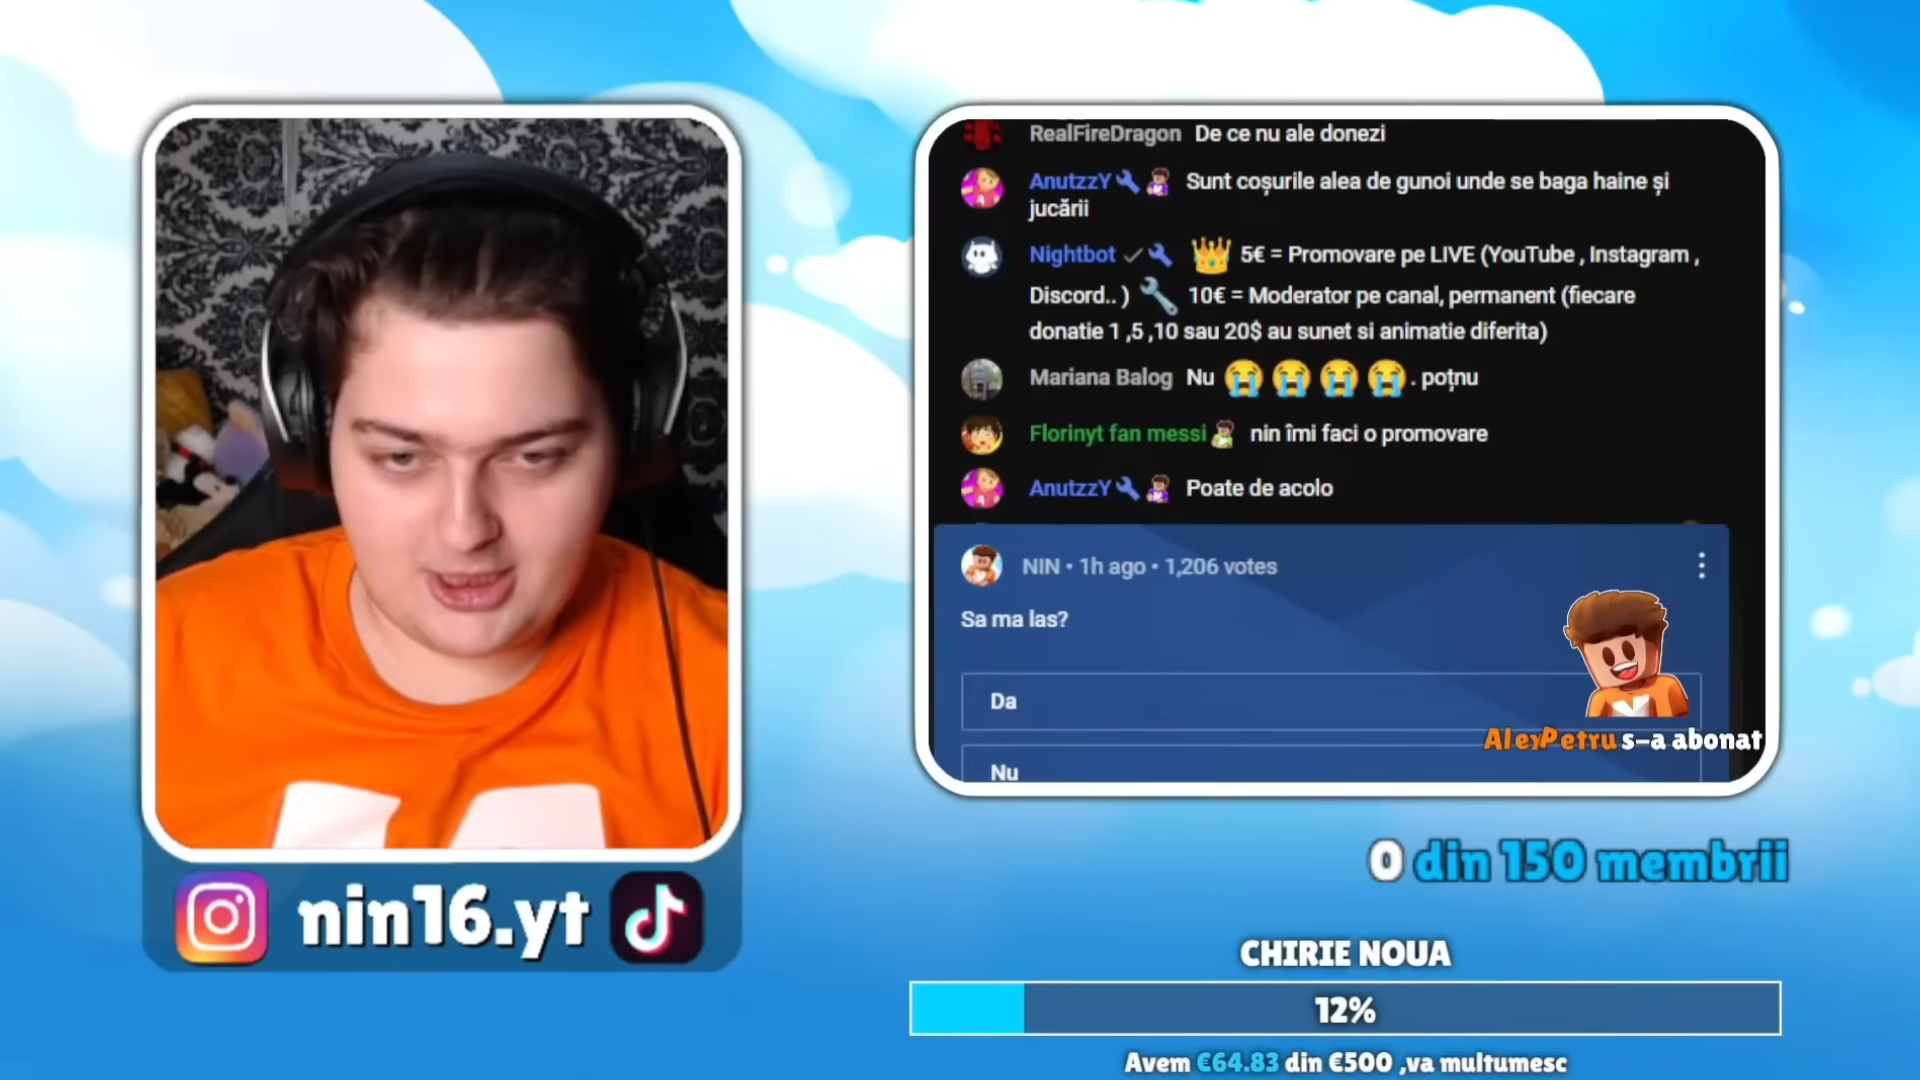 RealFireDragon De ce nu ale donezi
AnutzzY Sunt coșurile alea de gunoi unde se baga haine și
jucării
Nightbot 5€ = Promovare pe LIVE (YouTube , Instagram ,
Discord.. ) 10€ = Moderator pe canal, permanent (fiecare
donatie 1 ,5 ,10 sau 20$ au sunet si animatie diferita)
Mariana Balog Nu 😭😭😭😭. poțnu
Florinyt fan messi nin îmi faci o promovare
AnutzzY Poate de acolo
NIN • 1h ago • 1,206 votes
Sa ma las?
Da
AleyPetru s-a abonat
Nu
nin16.yt
0 din 150 membrii
CHIRIE NOUA
12%
Avem €64.83 din €500 ,va multumesc